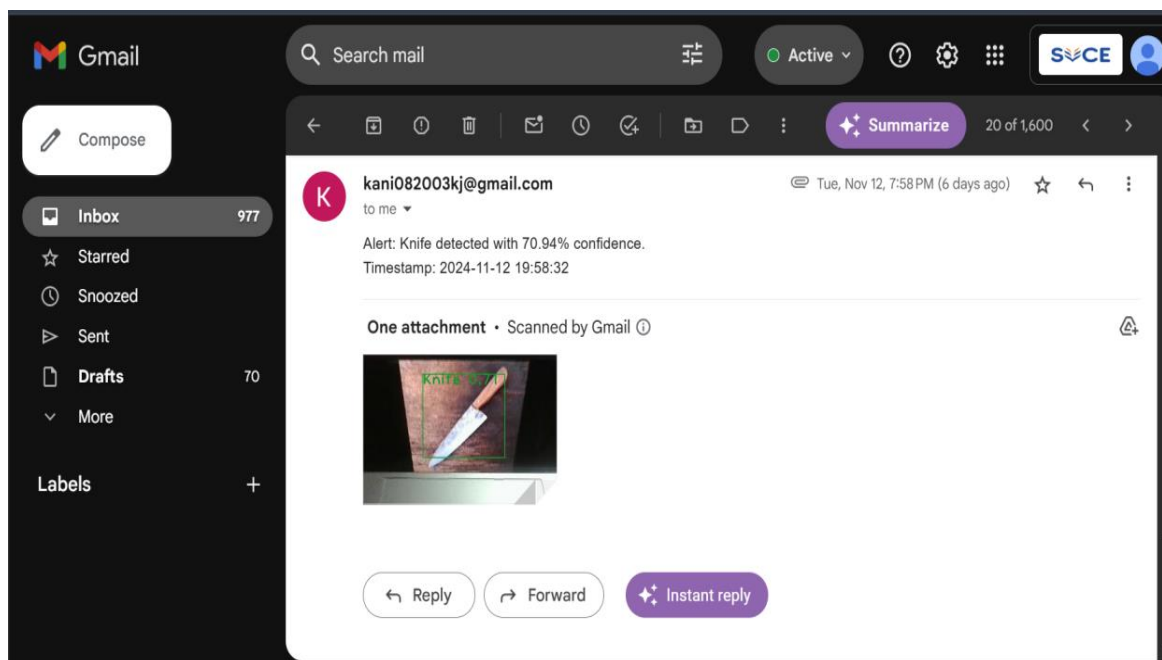 Gmail
Search mail
Active
SVCE
Compose
Summarize
20 of 1,600
Inbox 977
Starred
Snoozed
Sent
Drafts 70
More
Labels
K
kani082003kj@gmail.com
Tue, Nov 12, 7:58 PM (6 days ago)
to me
Alert: Knife detected with 70.94% confidence.
Timestamp: 2024-11-12 19:58:32
One attachment • Scanned by Gmail
Knife 0.71
Reply
Forward
Instant reply